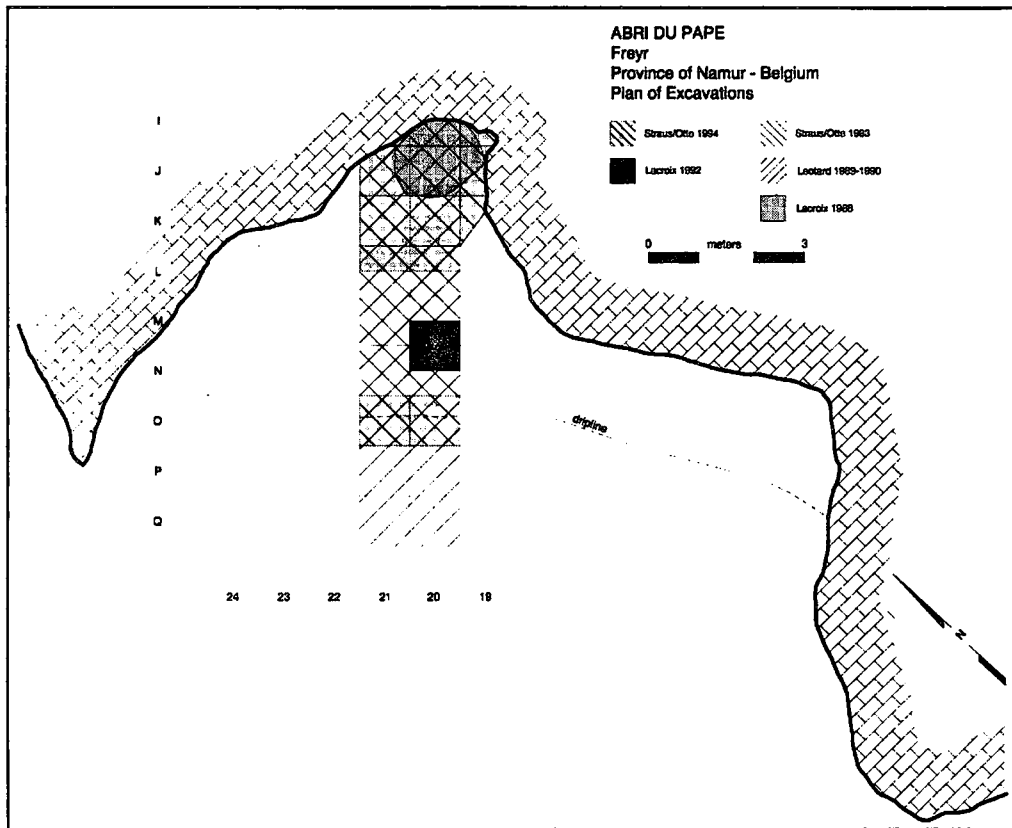 ABRI DU PAPE
Freyr
Province of Namur - Belgium
Plan of Excavations
Straus/Otte 1994
Straus/Otte 1993
Lacroix 1992
Leotard 1989-1990
Lacroix 1988
0 meters 3
I
J
K
L
M
N
O
P
Q
dripline
24 23 22 21 20 19
N